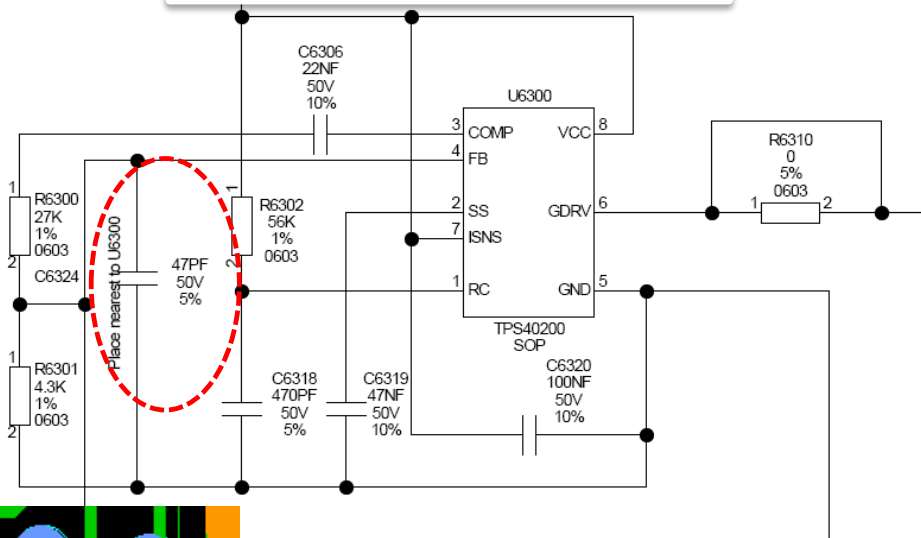 C6306
22NF
50V
10%
U6300
3
COMP
VCC
8
4
FB
R6310
0
5%
0603
1
2
1
R6300
27K
1%
0603
2
C6324
Place nearest to U6300
47PF
50V
5%
1
R6302
56K
1%
0603
2
2
SS
GDRV
6
7
ISNS
1
RC
GND
5
TPS40200
SOP
1
R6301
4.3K
1%
0603
2
C6318
470PF
50V
5%
C6319
47NF
50V
10%
C6320
100NF
50V
10%